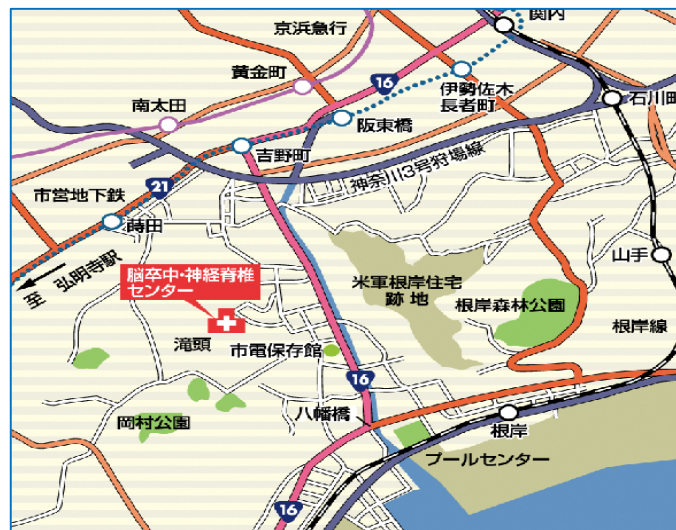 関内
京浜急行
黄金町
16
伊勢佐木
長者町
石川町
南太田
阪東橋
吉野町
神奈川3号狩場線
市営地下鉄
21
蒔田
山手
至 弘明寺駅
脳卒中・神経脊椎
センター
米軍根岸住宅
跡地
根岸森林公園
根岸線
滝頭
市電保存館
16
八幡橋
岡村公園
根岸
プールセンター
16